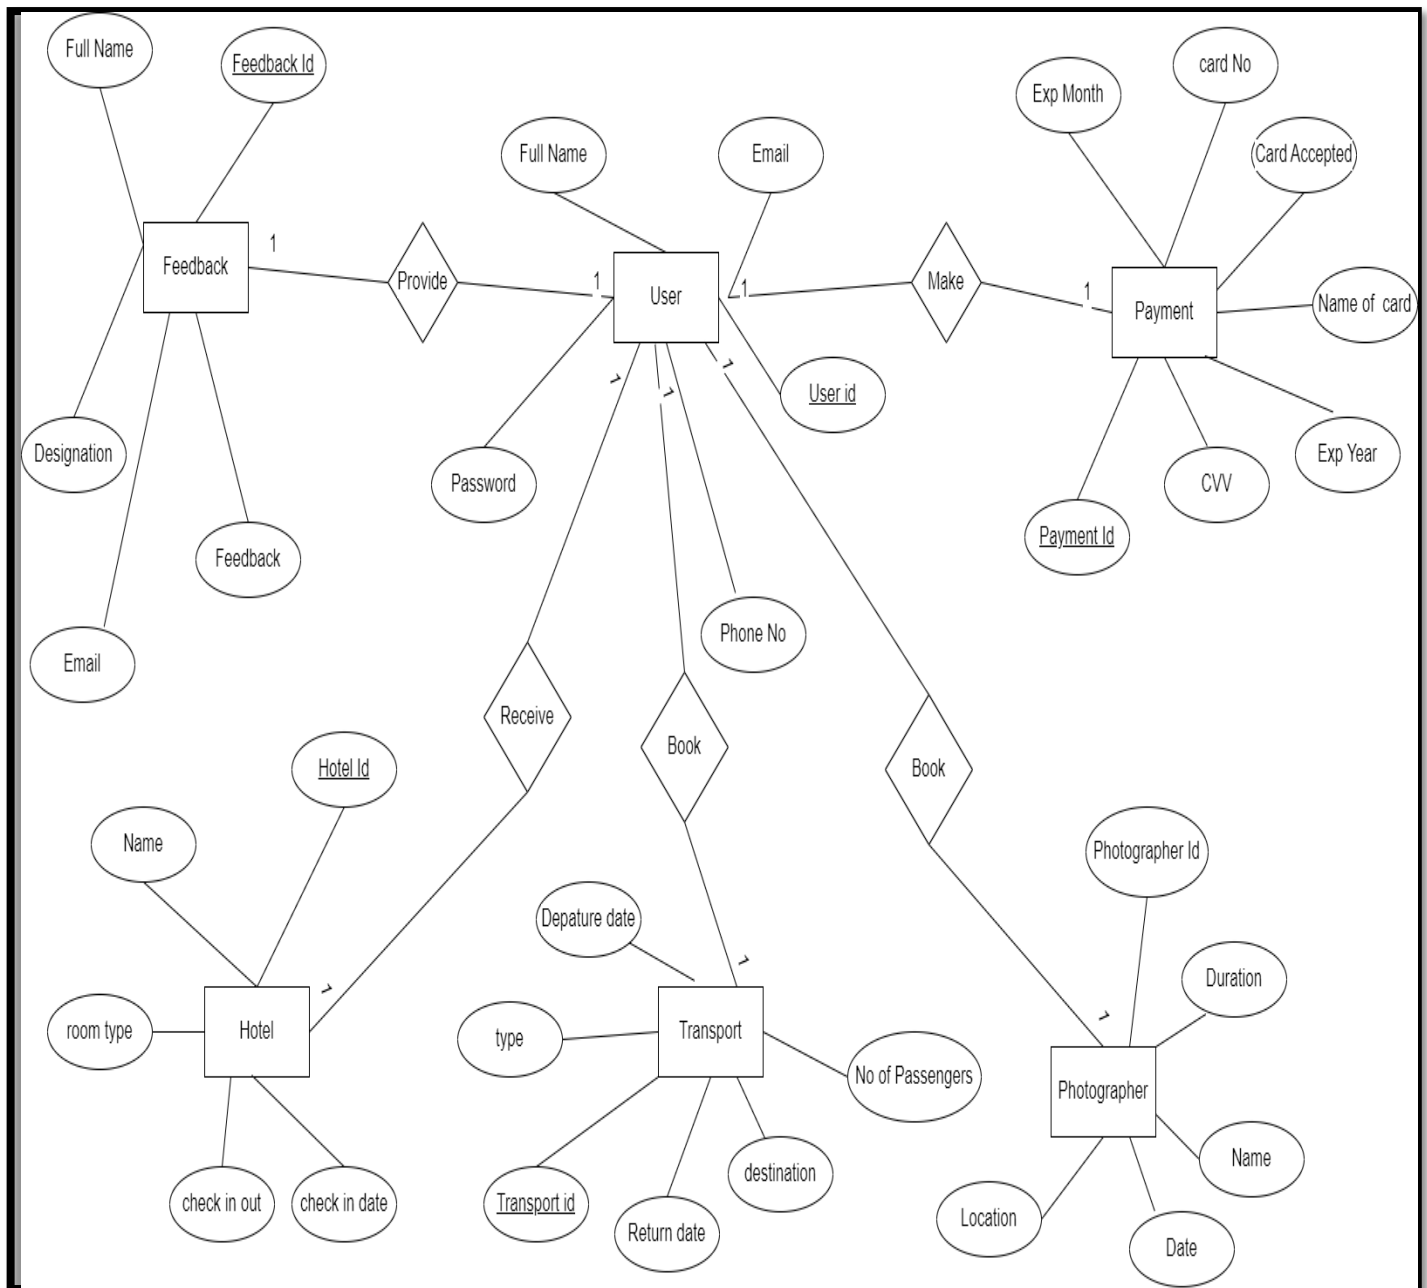 Full Name
Feedback Id
card No
Exp Month
Full Name
Email
Card Accepted
Feedback
1
Provide
1
User
1
Make
1
Payment
Name of card
1
1
1
User id
Designation
Password
CVV
Exp Year
Payment Id
Feedback
Email
Phone No
Receive
Book
Book
Hotel Id
Name
Photographer Id
Depature date
1
1
1
Duration
room type
Hotel
type
Transport
No of Passengers
Photographer
check in out
check in date
Transport id
Return date
destination
Name
Location
Date